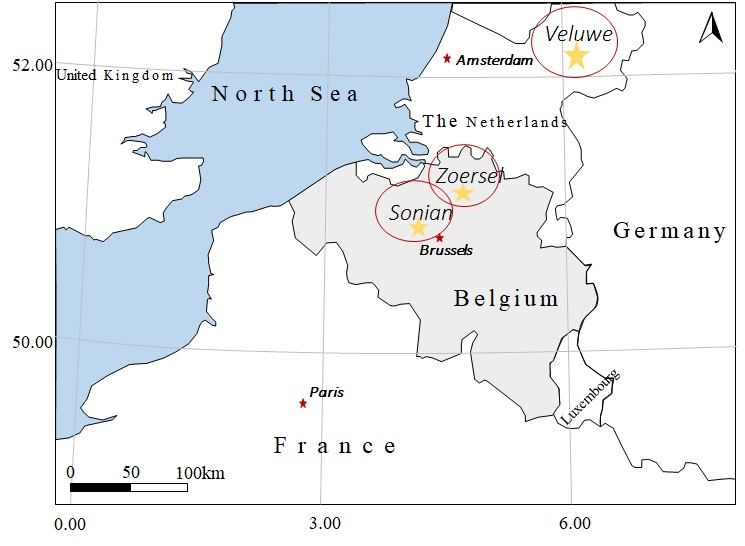 Veluwe
Amsterdam
52.00
United Kingdom
North Sea
The Netherlands
Zoersel
Sonian
Germany
Brussels
Belgium
50.00
Paris
Luxembourg
France
0 50 100km
0.00 3.00 6.00